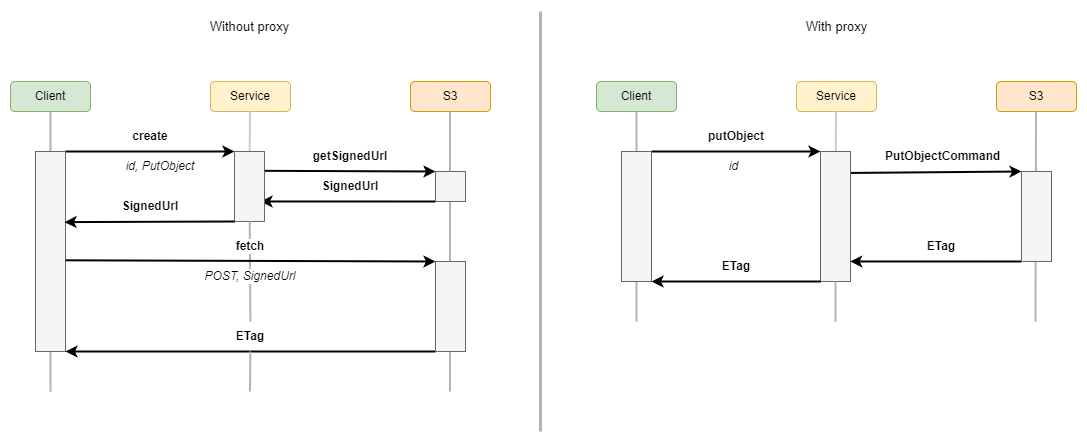 Without proxy
Client
Service
S3
create
id, PutObject
getSignedUrl
SignedUrl
SignedUrl
fetch
POST, SignedUrl
ETag
With proxy
Client
Service
S3
putObject
id
PutObjectCommand
ETag
ETag